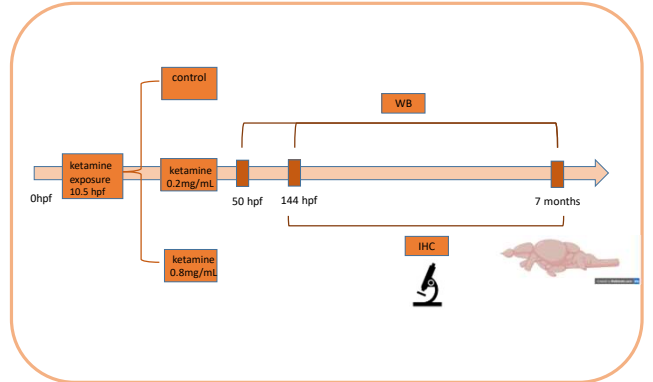 control
WB
ketamine
exposure
10.5 hpf
ketamine
0.2mg/mL
0hpf
50 hpf
144 hpf
7 months
IHC
ketamine
0.8mg/mL